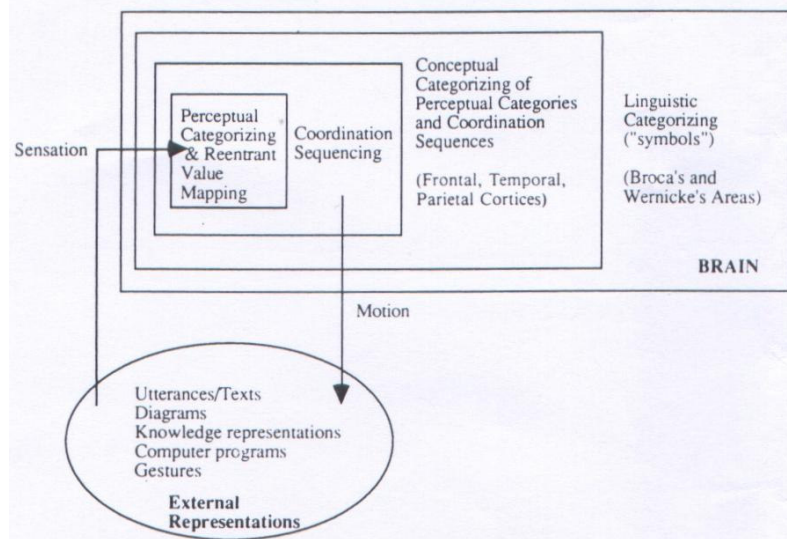 Sensation
Perceptual
Categorizing
& Reentrant
Value
Mapping
Coordination
Sequencing
Conceptual
Categorizing of
Perceptual Categories
and Coordination
Sequences
(Frontal, Temporal,
Parietal Cortices)
Linguistic
Categorizing
("symbols")
(Broca's and
Wernicke's Areas)
BRAIN
Motion
Utterances/Texts
Diagrams
Knowledge representations
Computer programs
Gestures
External
Representations